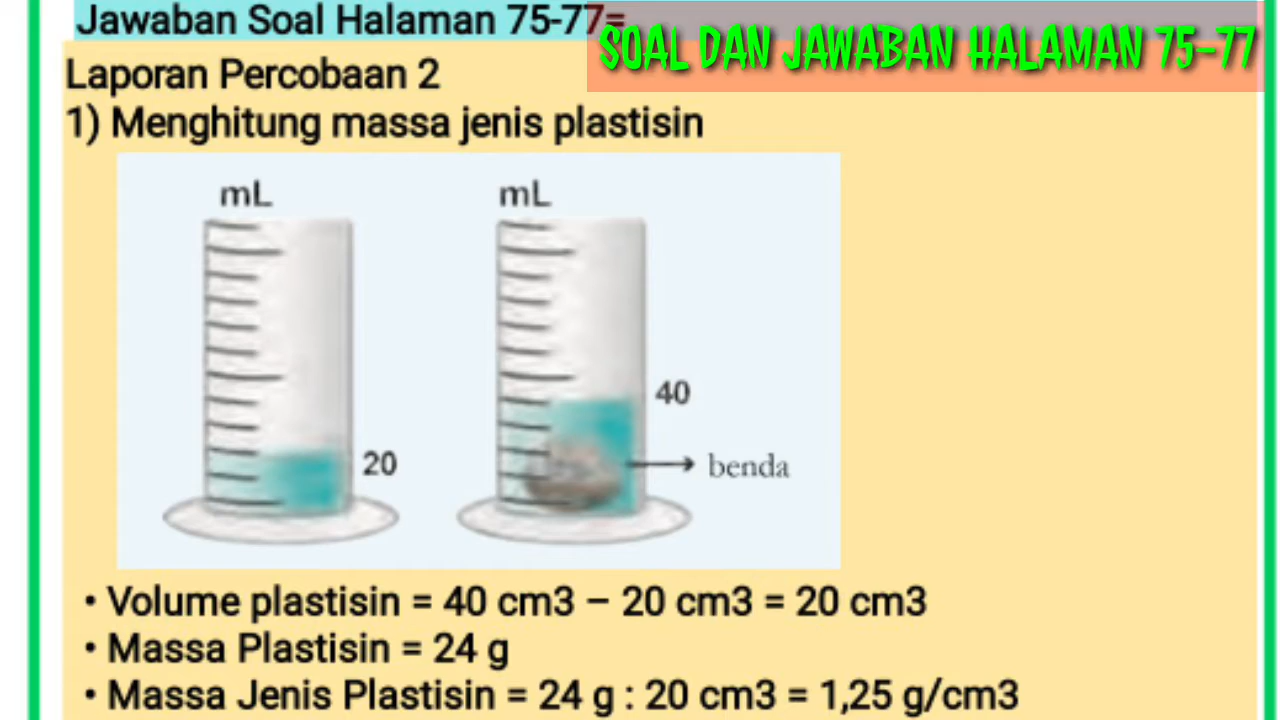 Jawaban Soal Halaman 75-77=
SOAL DAN JAWABAN HALAMAN 75-77
Laporan Percobaan 2
1) Menghitung massa jenis plastisin
mL
mL
40
20
benda
• Volume plastisin = 40 cm3 – 20 cm3 = 20 cm3
• Massa Plastisin = 24 g
• Massa Jenis Plastisin = 24 g : 20 cm3 = 1,25 g/cm3